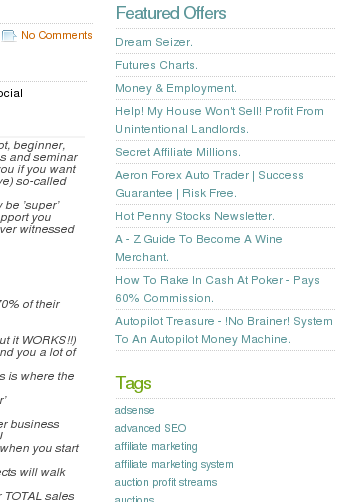 No Comments
ocial
ot, beginner,
s and seminar
ou if you want
ve) so-called
y be 'super'
pport you
ver witnessed
70% of their
ut it WORKS!!)
nd you a lot of
s is where the
r'
er business
!
when you start
cts will walk
r TOTAL sales
Featured Offers
Dream Seizer.
Futures Charts.
Money & Employment.
Help! My House Won't Sell! Profit From
Unintentional Landlords.
Secret Affiliate Millions.
Aeron Forex Auto Trader | Success
Guarantee | Risk Free.
Hot Penny Stocks Newsletter.
A - Z Guide To Become A Wine
Merchant.
How To Rake In Cash At Poker - Pays
60% Commission.
Autopilot Treasure - !No Brainer! System
To An Autopilot Money Machine.
Tags
adsense
advanced SEO
affiliate marketing
affiliate marketing system
auction profit streams
auctions